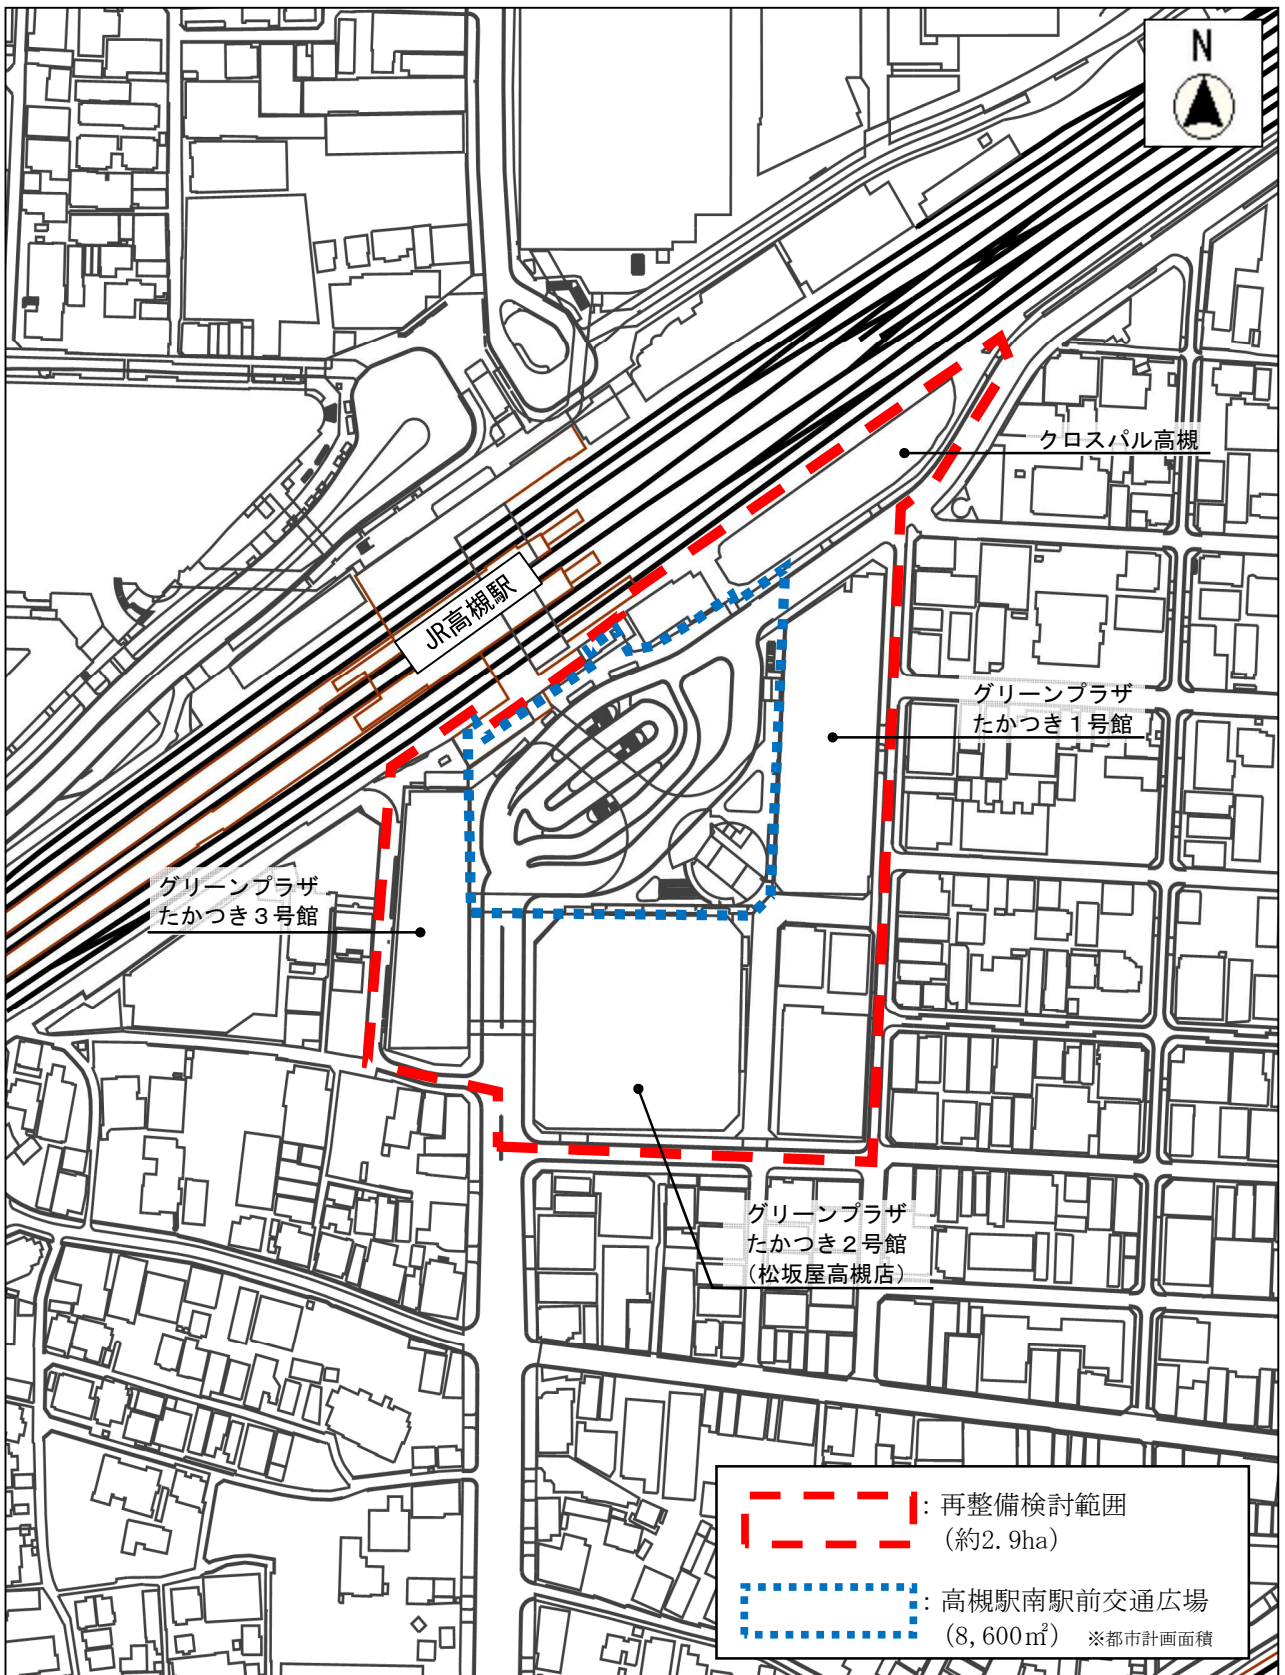 N
クロスパル高槻
JR高槻駅
グリーンプラザ
たかつき１号館
グリーンプラザ
たかつき３号館
グリーンプラザ
たかつき２号館
（松坂屋高槻店）
：再整備検討範囲
（約2.9ha）
：高槻駅南駅前交通広場
（8,600㎡）　※都市計画面積